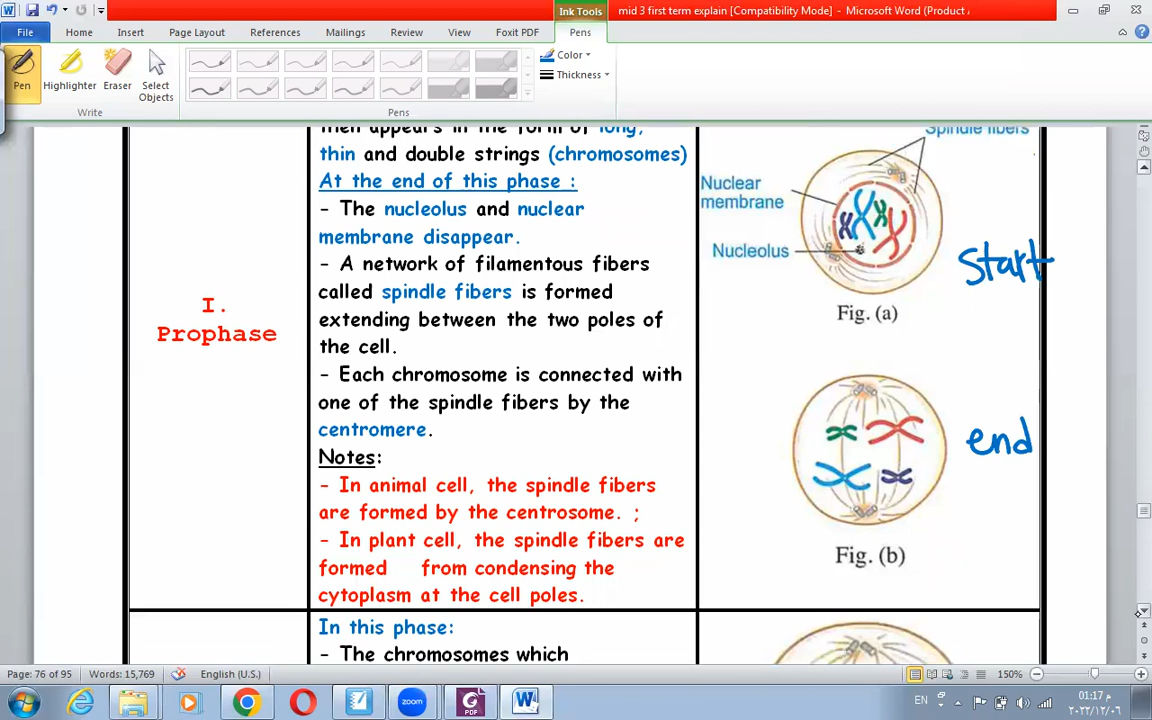 Ink Tools
mid 3 first term explain [Compatibility Mode] - Microsoft Word (Product
File Home Insert Page Layout References Mailings Review View Foxit PDF Pens
Pen Highlighter Eraser Select Objects
Color
Thickness
Write Pens
then appears in the form of long,
thin and double strings (chromosomes)
At the end of this phase :
- The nucleolus and nuclear
membrane disappear.
- A network of filamentous fibers
called spindle fibers is formed
extending between the two poles of
the cell.
- Each chromosome is connected with
one of the spindle fibers by the
centromere.
Notes:
- In animal cell, the spindle fibers
are formed by the centrosome. ;
- In plant cell, the spindle fibers are
formed from condensing the
cytoplasm at the cell poles.
I.
Prophase
Spindle fibers
Nuclear
membrane
Nucleolus
start
Fig. (a)
end
Fig. (b)
In this phase:
- The chromosomes which
Page: 76 of 95 Words: 15,769 English (U.S.) 150%
zoom
PDF
EN
01:17 م
٢٠٢٢/١٢/٠٦